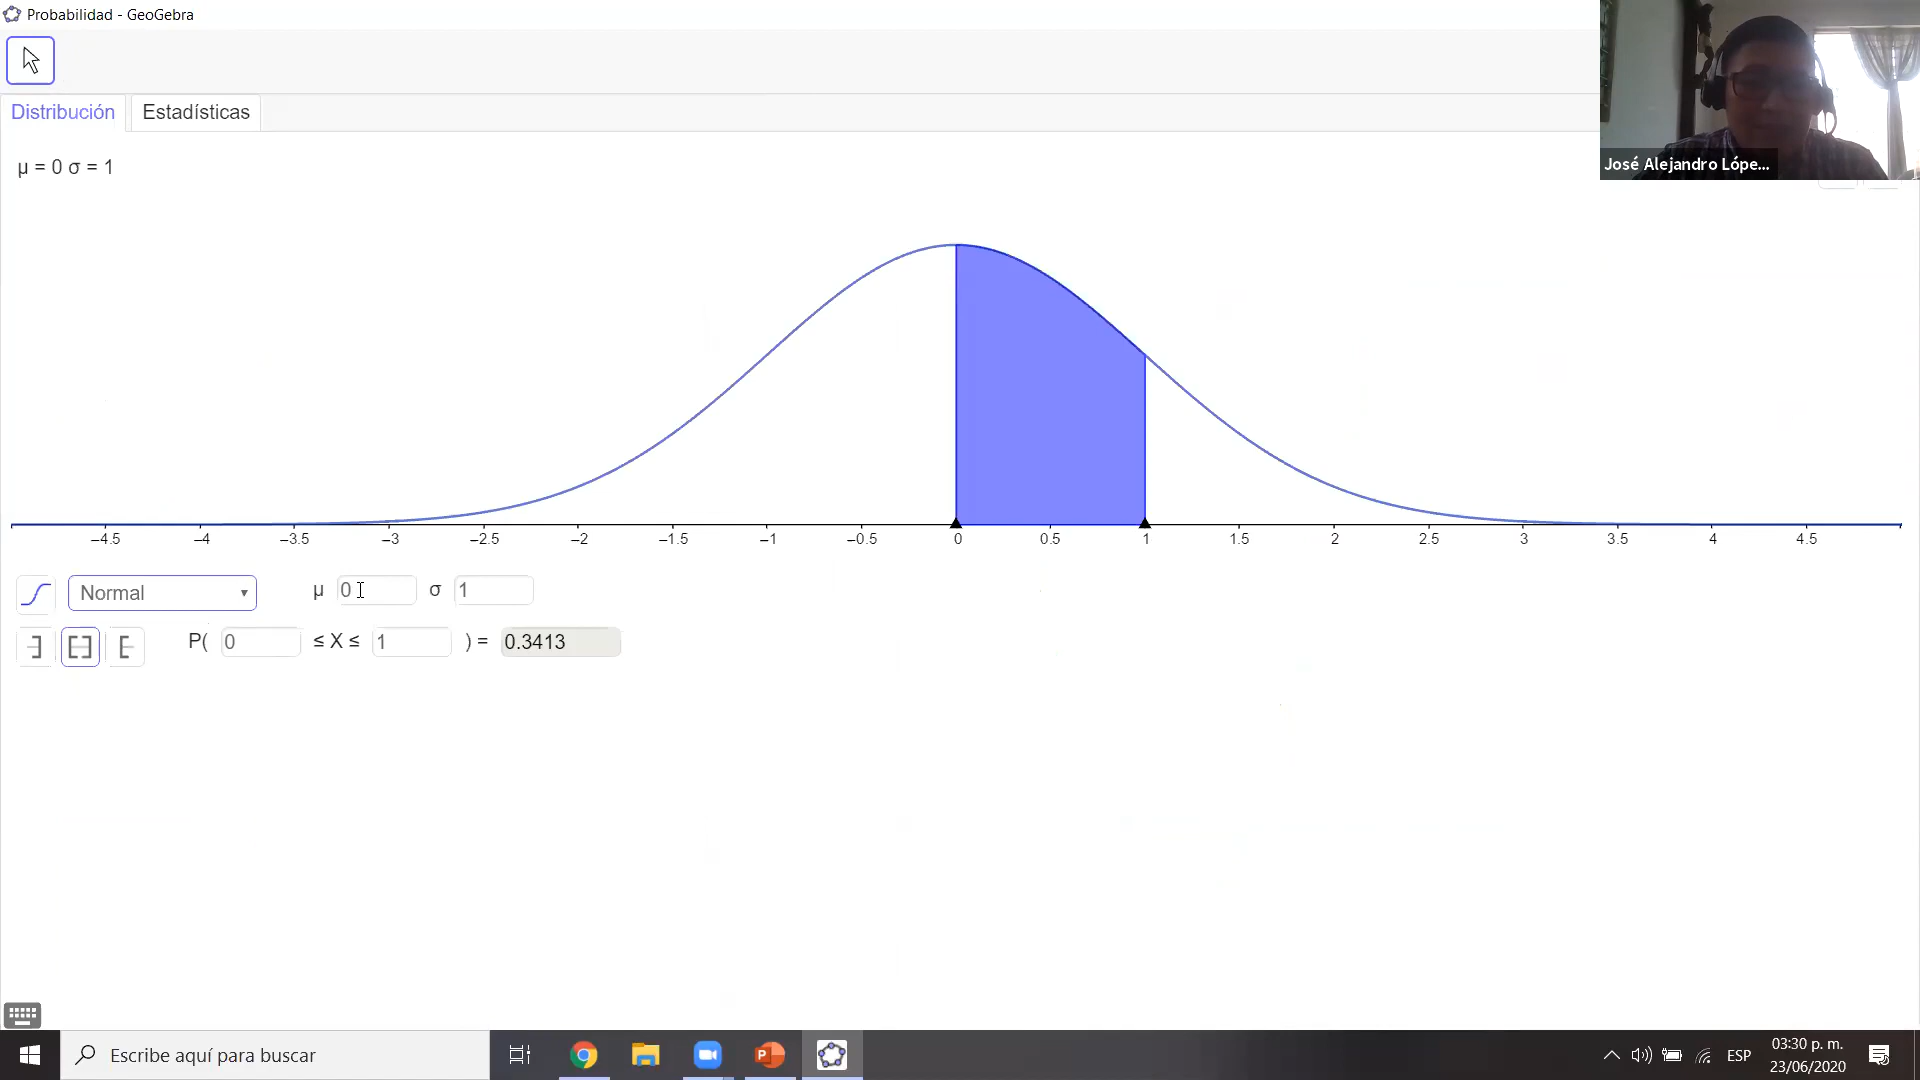 Probabilidad - GeoGebra
José Alejandro Lópe...
Distribución Estadísticas
μ = 0 σ = 1
–4.5 –4 –3.5 –3 –2.5 –2 –1.5 –1 –0.5 0 0.5 1 1.5 2 2.5 3 3.5 4 4.5
Normal μ 0 σ 1
P( 0 ≤ X ≤ 1 ) = 0.3413
Escribe aquí para buscar
ESP
03:30 p. m.
23/06/2020